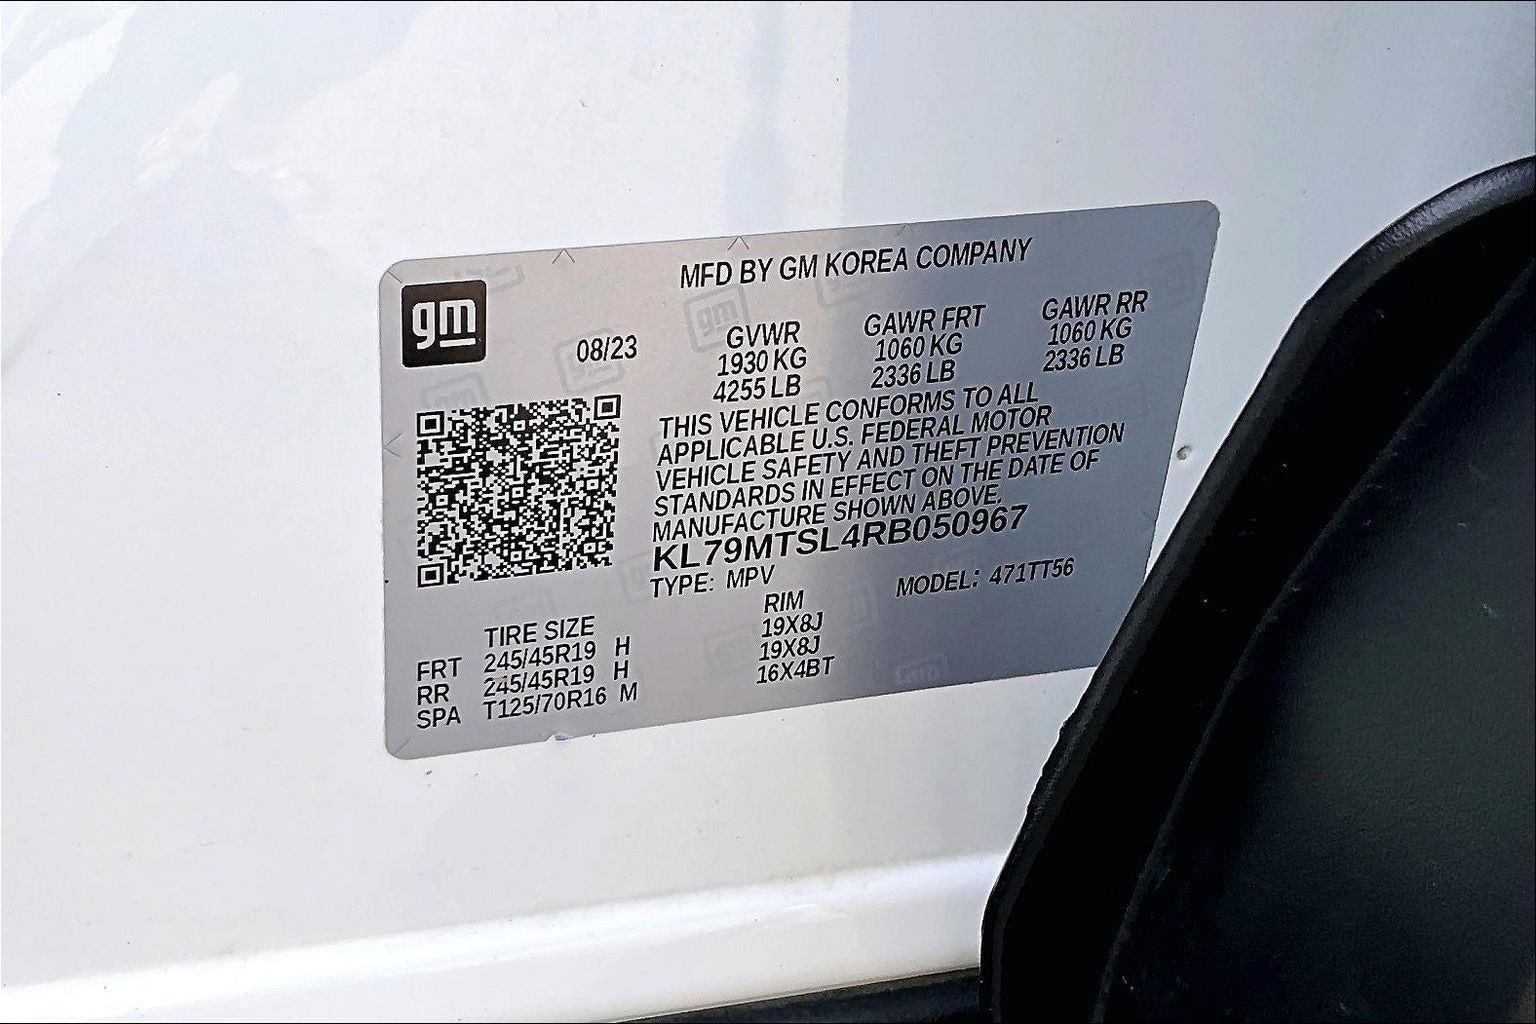 MFD BY GM KOREA COMPANY
gm
08/23
GVWR GAWR FRT GAWR RR
1930 KG 1060 KG 1060 KG
4255 LB 2336 LB 2336 LB
THIS VEHICLE CONFORMS TO ALL
APPLICABLE U.S. FEDERAL MOTOR
VEHICLE SAFETY AND THEFT PREVENTION
STANDARDS IN EFFECT ON THE DATE OF
MANUFACTURE SHOWN ABOVE.
KL79MTSL4RB050967
TYPE: MPV MODEL: 471TT56
TIRE SIZE RIM
FRT 245/45R19 H 19X8J
RR 245/45R19 H 19X8J
SPA T125/70R16 M 16X4BT